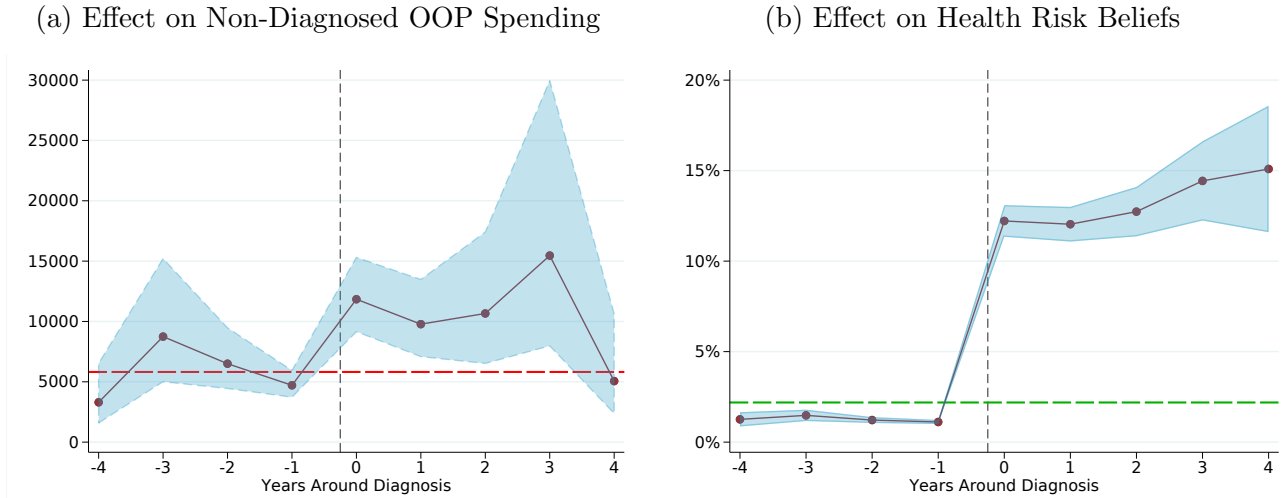 (a) Effect on Non-Diagnosed OOP Spending
30000
25000
20000
15000
10000
5000
0
-4 -3 -2 -1 0 1 2 3 4
Years Around Diagnosis
(b) Effect on Health Risk Beliefs
20%
15%
10%
5%
0%
-4 -3 -2 -1 0 1 2 3 4
Years Around Diagnosis